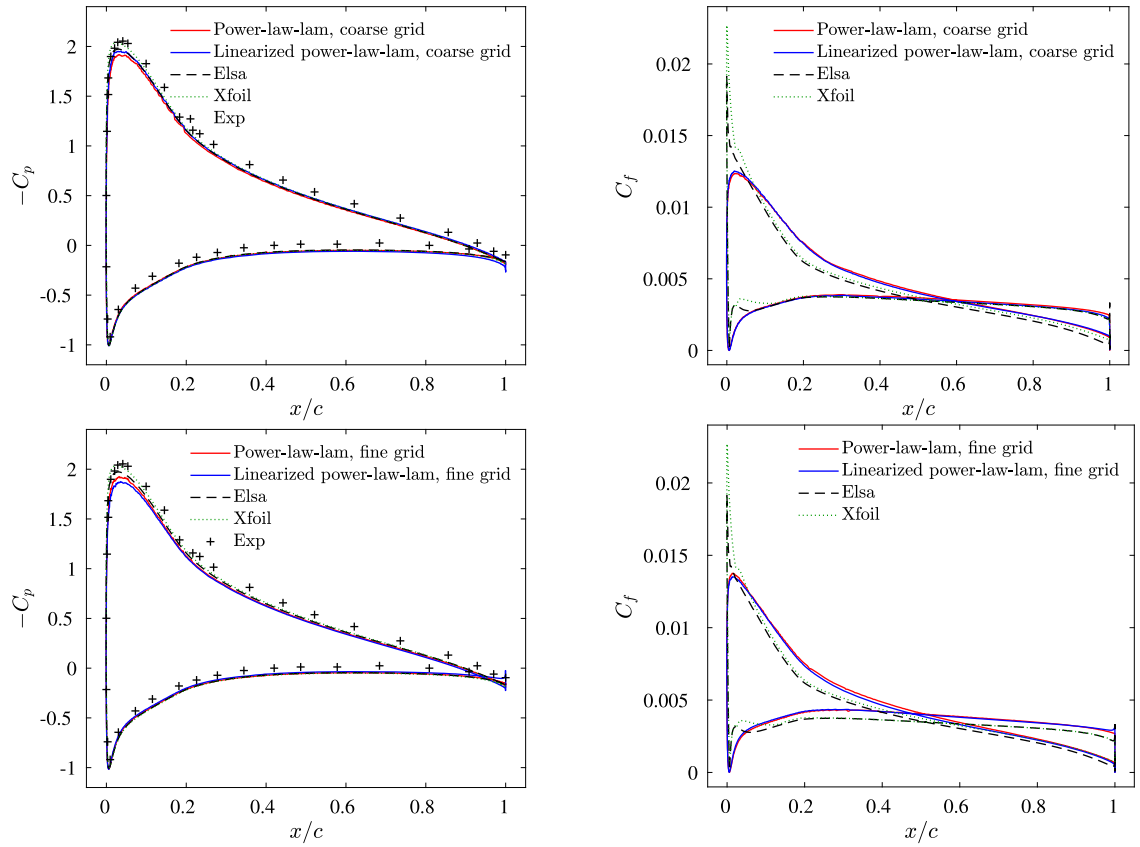 Power-law-lam, coarse grid
Linearized power-law-lam, coarse grid
Elsa
Xfoil
Exp
2
1.5
1
0.5
0
-0.5
-1
−C_p
0 0.2 0.4 0.6 0.8 1
x/c
Power-law-lam, coarse grid
Linearized power-law-lam, coarse grid
Elsa
Xfoil
0.02
0.015
0.01
0.005
0
C_f
0 0.2 0.4 0.6 0.8 1
x/c
Power-law-lam, fine grid
Linearized power-law-lam, fine grid
Elsa
Xfoil
Exp
2
1.5
1
0.5
0
-0.5
-1
−C_p
0 0.2 0.4 0.6 0.8 1
x/c
Power-law-lam, fine grid
Linearized power-law-lam, fine grid
Elsa
Xfoil
0.02
0.015
0.01
0.005
0
C_f
0 0.2 0.4 0.6 0.8 1
x/c